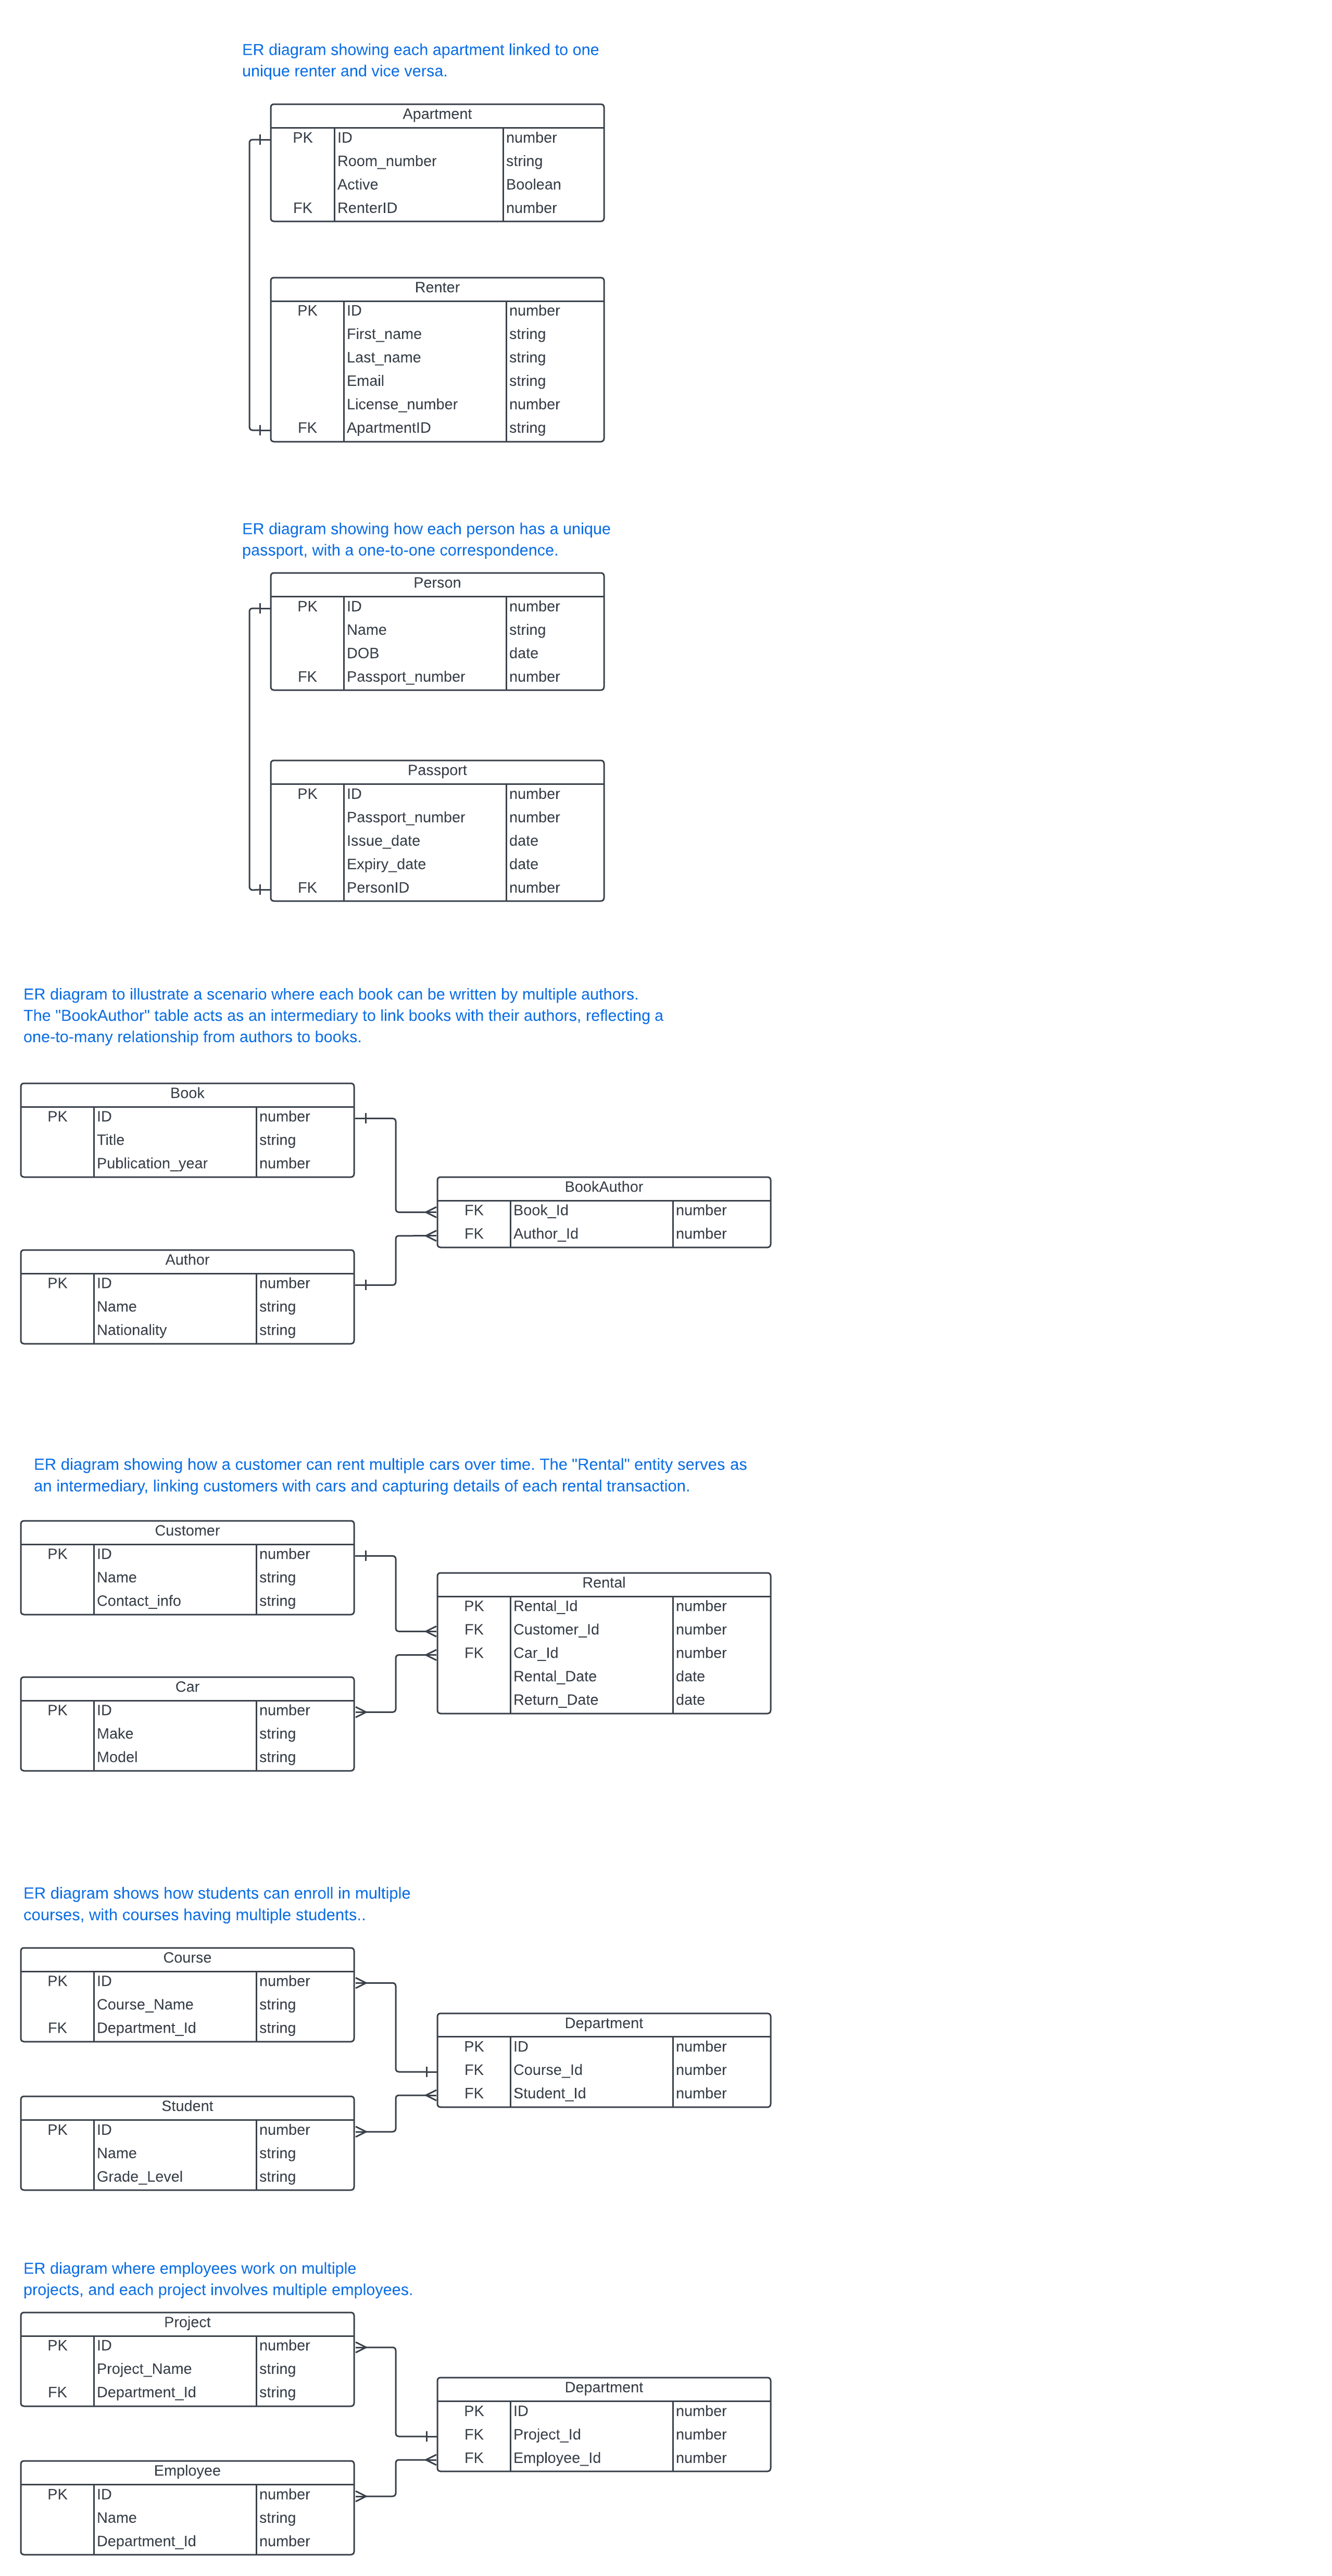 ER diagram showing each apartment linked to one
unique renter and vice versa.
Apartment
PK ID number
Room_number string
Active Boolean
FK RenterID number
Renter
PK ID number
First_name string
Last_name string
Email string
License_number number
FK ApartmentID string
ER diagram showing how each person has a unique
passport, with a one-to-one correspondence.
Person
PK ID number
Name string
DOB date
FK Passport_number number
Passport
PK ID number
Passport_number number
Issue_date date
Expiry_date date
FK PersonID number
ER diagram to illustrate a scenario where each book can be written by multiple authors.
The "BookAuthor" table acts as an intermediary to link books with their authors, reflecting a
one-to-many relationship from authors to books.
Book
PK ID number
Title string
Publication_year number
BookAuthor
FK Book_Id number
FK Author_Id number
Author
PK ID number
Name string
Nationality string
ER diagram showing how a customer can rent multiple cars over time. The "Rental" entity serves as
an intermediary, linking customers with cars and capturing details of each rental transaction.
Customer
PK ID number
Name string
Contact_info string
Rental
PK Rental_Id number
FK Customer_Id number
FK Car_Id number
Rental_Date date
Return_Date date
Car
PK ID number
Make string
Model string
ER diagram shows how students can enroll in multiple
courses, with courses having multiple students..
Course
PK ID number
Course_Name string
FK Department_Id string
Department
PK ID number
FK Course_Id number
FK Student_Id number
Student
PK ID number
Name string
Grade_Level string
ER diagram where employees work on multiple
projects, and each project involves multiple employees.
Project
PK ID number
Project_Name string
FK Department_Id string
Department
PK ID number
FK Project_Id number
FK Employee_Id number
Employee
PK ID number
Name string
Department_Id number